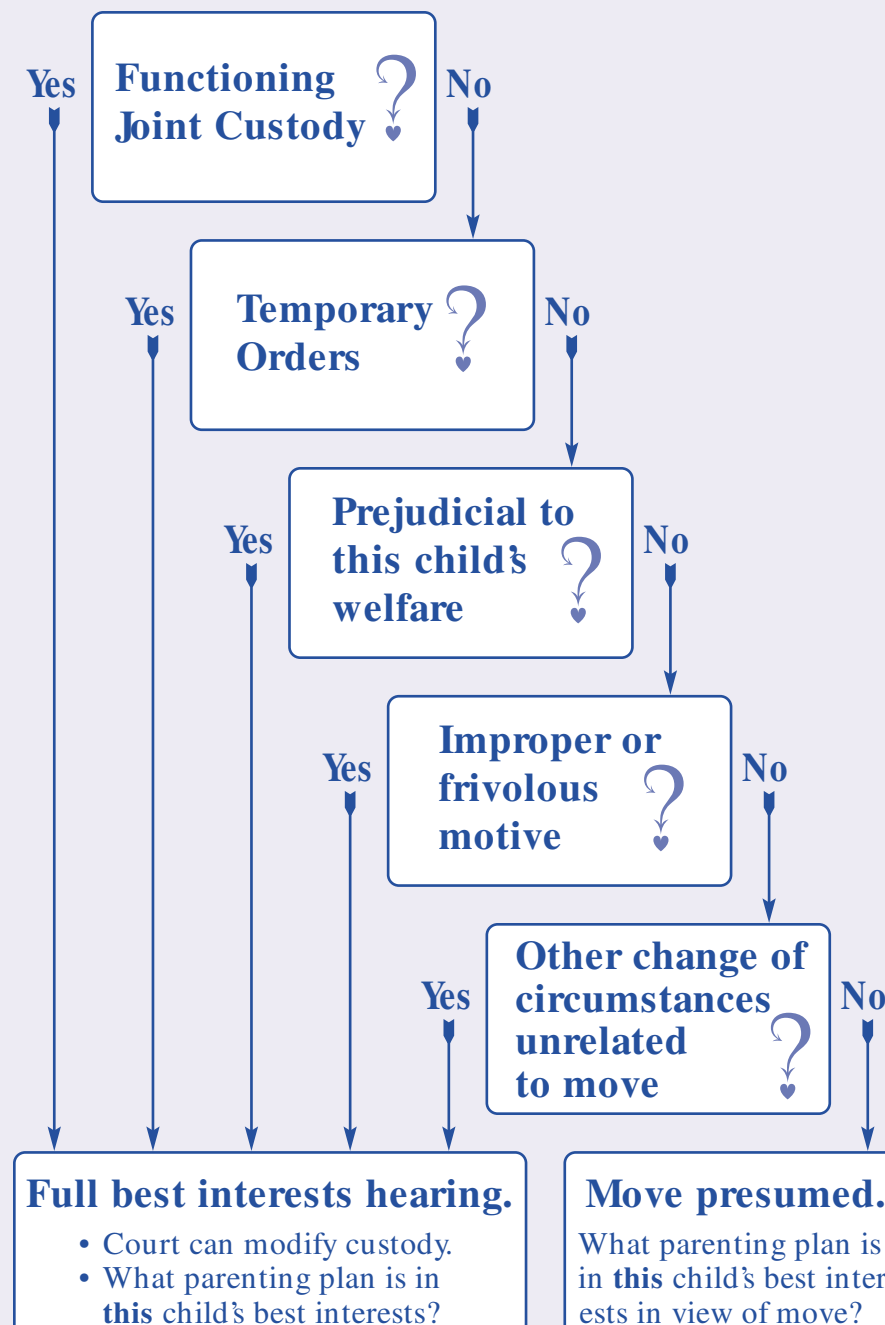 Yes
Functioning
Joint Custody ?
No
Yes
Temporary ?
Orders
No
Yes
Prejudicial to
this child's ?
welfare
No
Yes
Improper or
frivolous ?
motive
No
Yes
Other change of
circumstances
unrelated ?
to move
No
Full best interests hearing.
• Court can modify custody.
• What parenting plan is in
this child's best interests?
Move presumed.
What parenting plan is
in this child's best inter
ests in view of move?